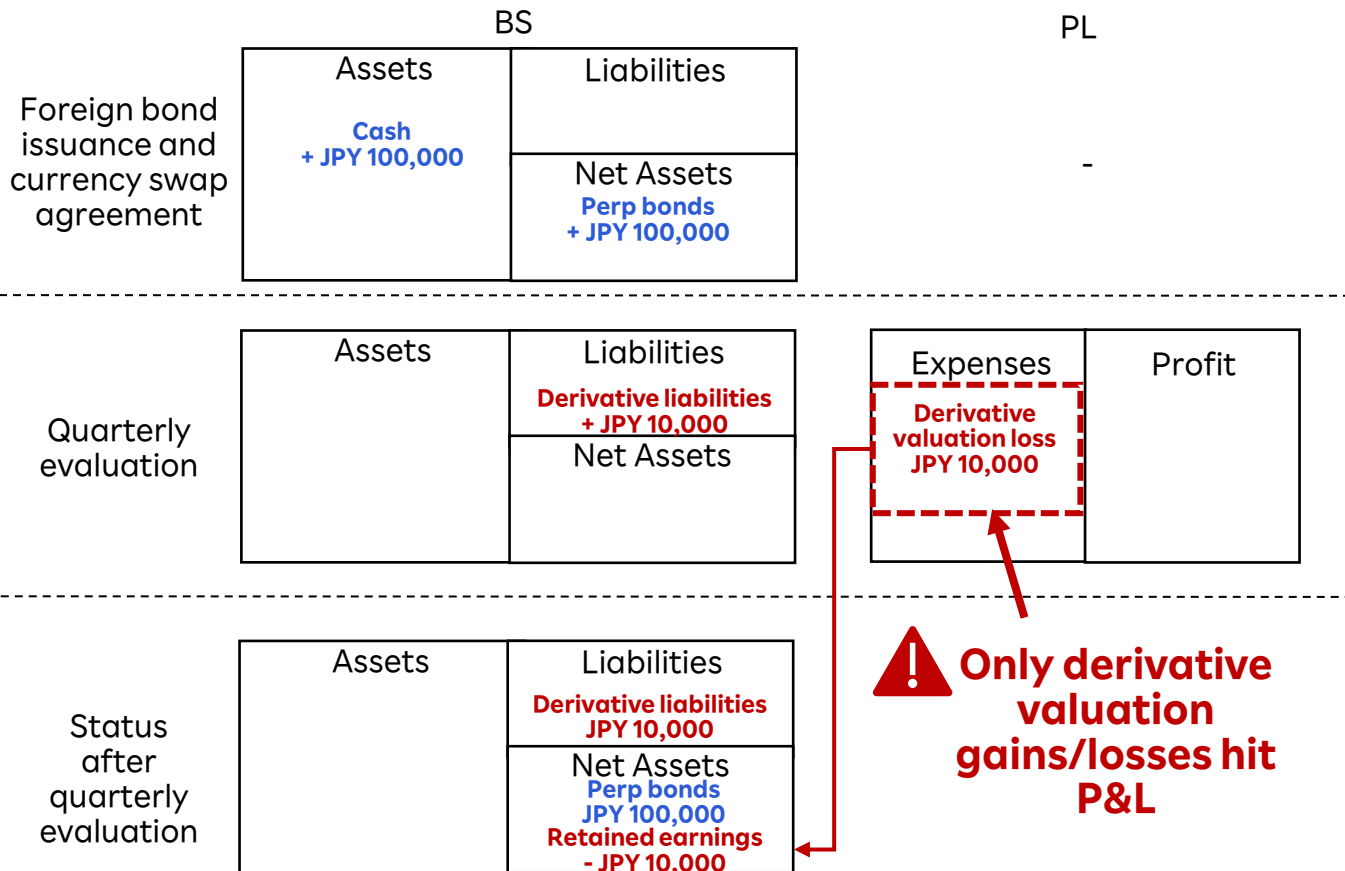 BS
PL
Foreign bond
issuance and
currency swap
agreement
Assets
Cash
+ JPY 100,000
Liabilities
Net Assets
Perp bonds
+ JPY 100,000
-
Quarterly
evaluation
Assets
Liabilities
Derivative liabilities
+ JPY 10,000
Net Assets
Expenses
Derivative
valuation loss
JPY 10,000
Profit
Status
after
quarterly
evaluation
Assets
Liabilities
Derivative liabilities
JPY 10,000
Net Assets
Perp bonds
JPY 100,000
Retained earnings
- JPY 10,000
Only derivative
valuation
gains/losses hit
P&L